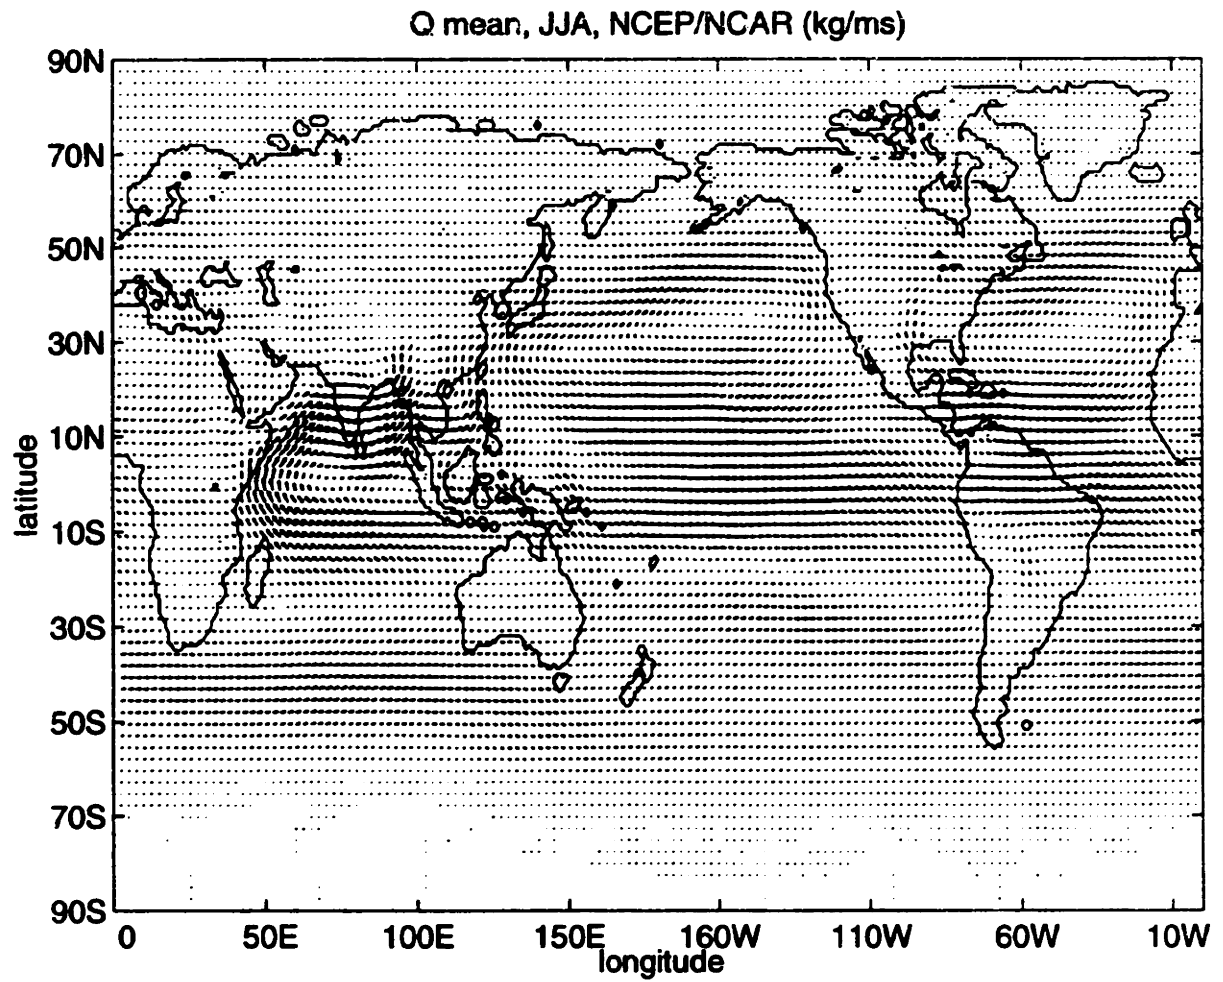 Q mean, JJA, NCEP/NCAR (kg/ms)
90N
70N
50N
30N
10N
10S
30S
50S
70S
90S
latitude
0 50E 100E 150E 160W 110W 60W 10W
longitude